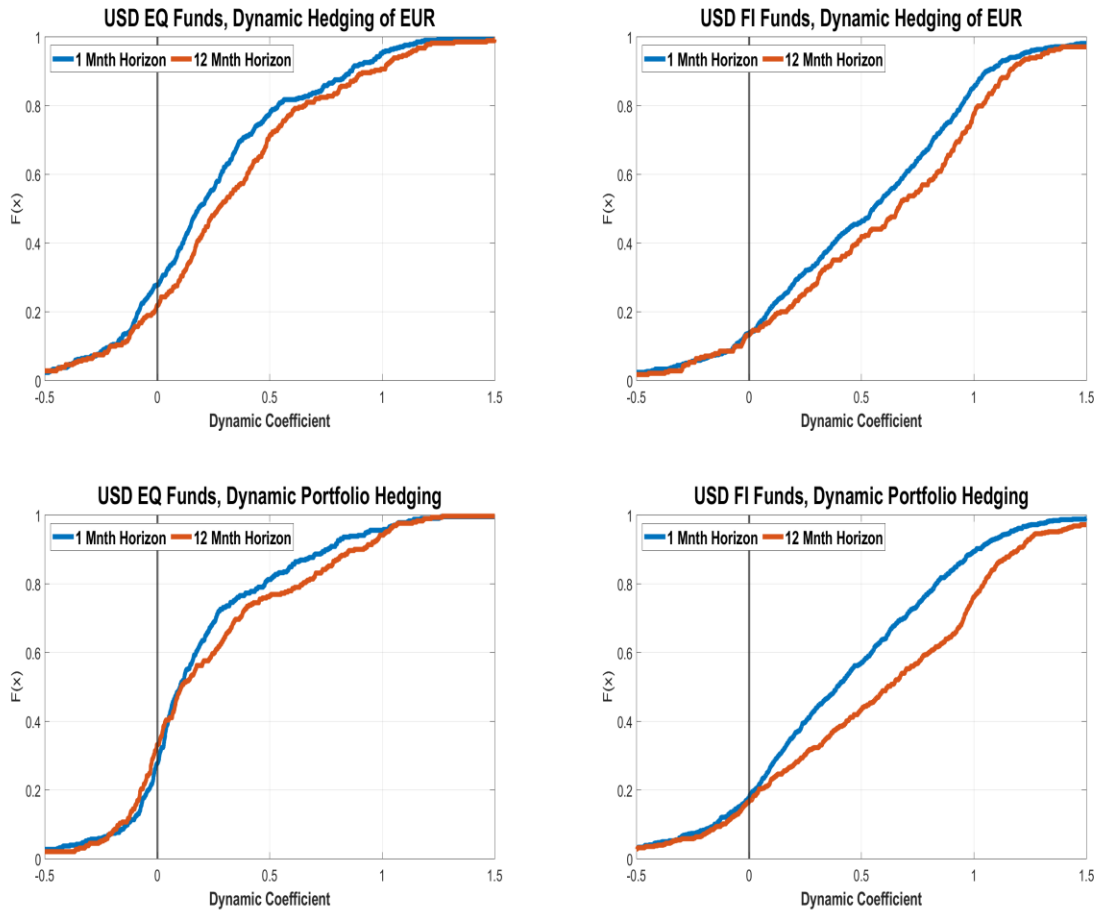 USD EQ Funds, Dynamic Hedging of EUR
1 Mnth Horizon 12 Mnth Horizon
1
0.8
0.6
0.4
0.2
0
F(x)
-0.5 0 0.5 1 1.5
Dynamic Coefficient
USD FI Funds, Dynamic Hedging of EUR
1 Mnth Horizon 12 Mnth Horizon
1
0.8
0.6
0.4
0.2
0
F(x)
-0.5 0 0.5 1 1.5
Dynamic Coefficient
USD EQ Funds, Dynamic Portfolio Hedging
1 Mnth Horizon 12 Mnth Horizon
1
0.8
0.6
0.4
0.2
0
F(x)
-0.5 0 0.5 1 1.5
Dynamic Coefficient
USD FI Funds, Dynamic Portfolio Hedging
1 Mnth Horizon 12 Mnth Horizon
1
0.8
0.6
0.4
0.2
0
F(x)
-0.5 0 0.5 1 1.5
Dynamic Coefficient